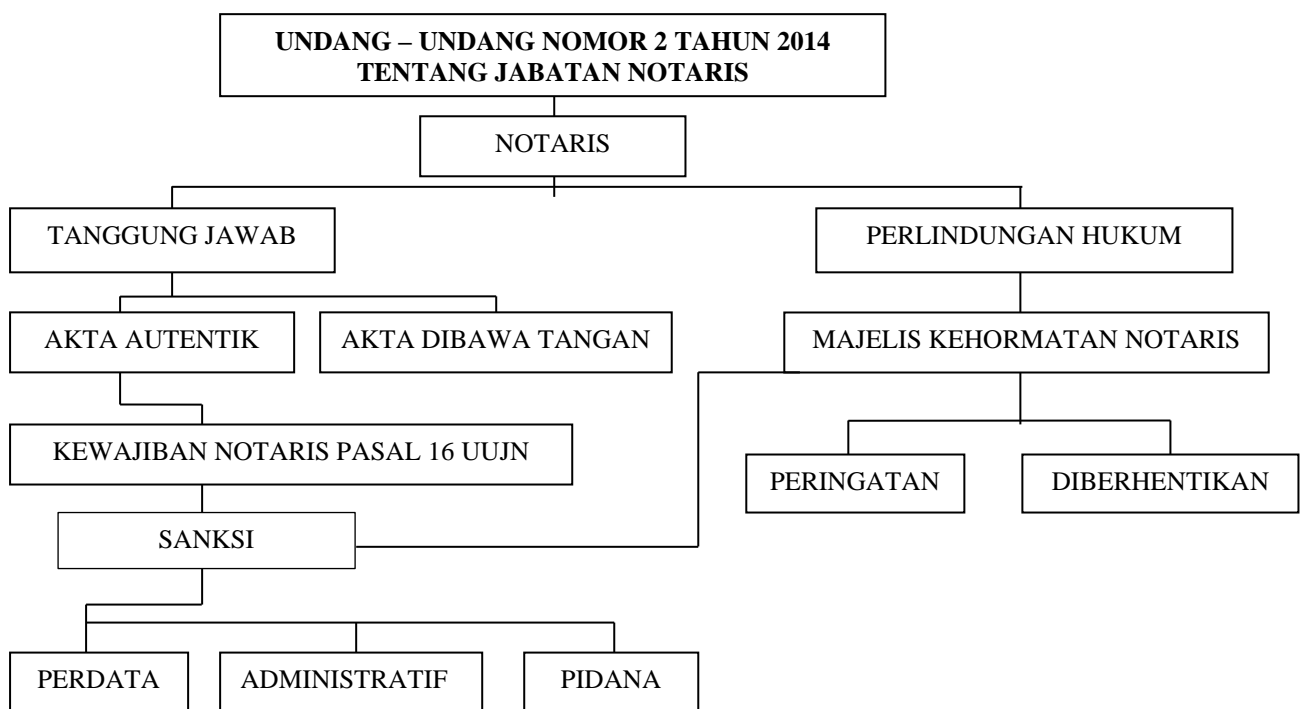 UNDANG – UNDANG NOMOR 2 TAHUN 2014
TENTANG JABATAN NOTARIS
NOTARIS
TANGGUNG JAWAB
PERLINDUNGAN HUKUM
AKTA AUTENTIK
AKTA DIBAWA TANGAN
MAJELIS KEHORMATAN NOTARIS
KEWAJIBAN NOTARIS PASAL 16 UUJN
PERINGATAN
DIBERHENTIKAN
SANKSI
PERDATA
ADMINISTRATIF
PIDANA